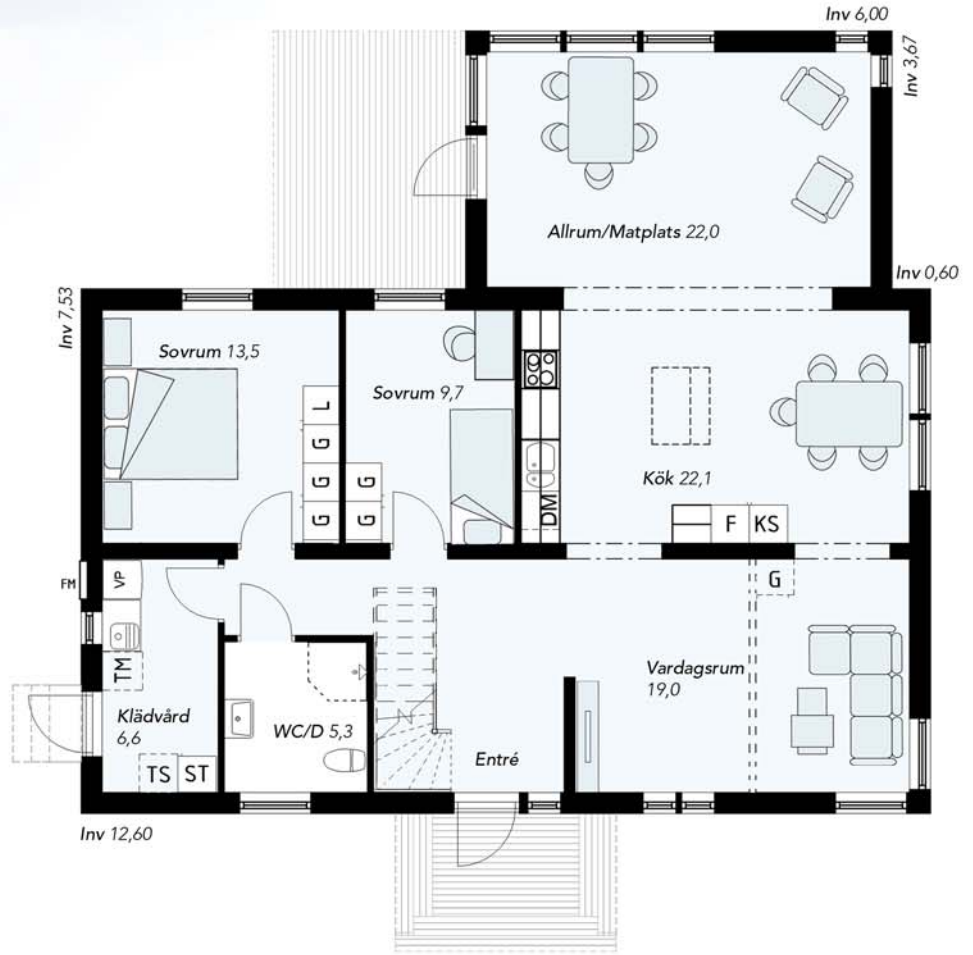 Inv 6,00
Inv 3,67
Allrum/Matplats 22,0
Inv 0,60
Inv 7,53
Sovrum 13,5
Sovrum 9,7
L
G
G
G
G
G
DM
Kök 22,1
F KS
FM
VP
G
TM
Vardagsrum
19,0
Klädvård
6,6
WC/D 5,3
Entré
TS ST
Inv 12,60